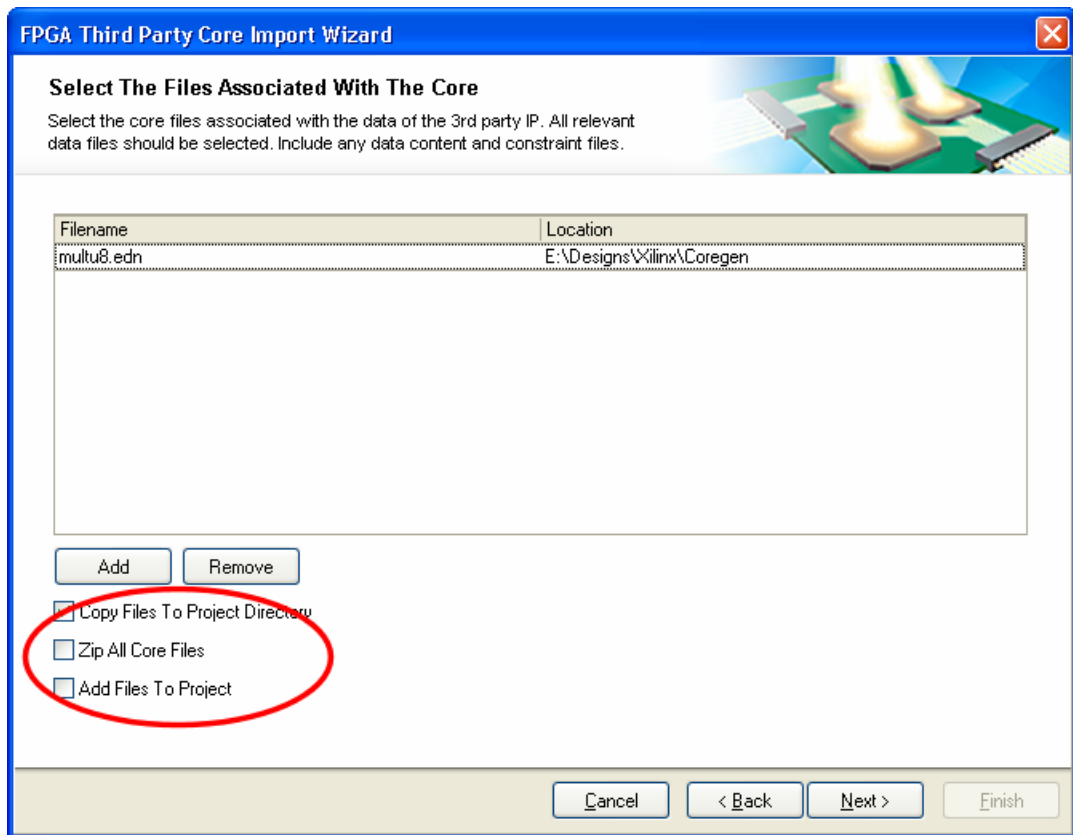 FPGA Third Party Core Import Wizard
Select The Files Associated With The Core
Select the core files associated with the data of the 3rd party IP. All relevant
data files should be selected. Include any data content and constraint files.
Filename Location
multu8.edn E:\Designs\Xilinx\Coregen
Add Remove
Copy Files To Project Directory
Zip All Core Files
Add Files To Project
Cancel < Back Next > Finish